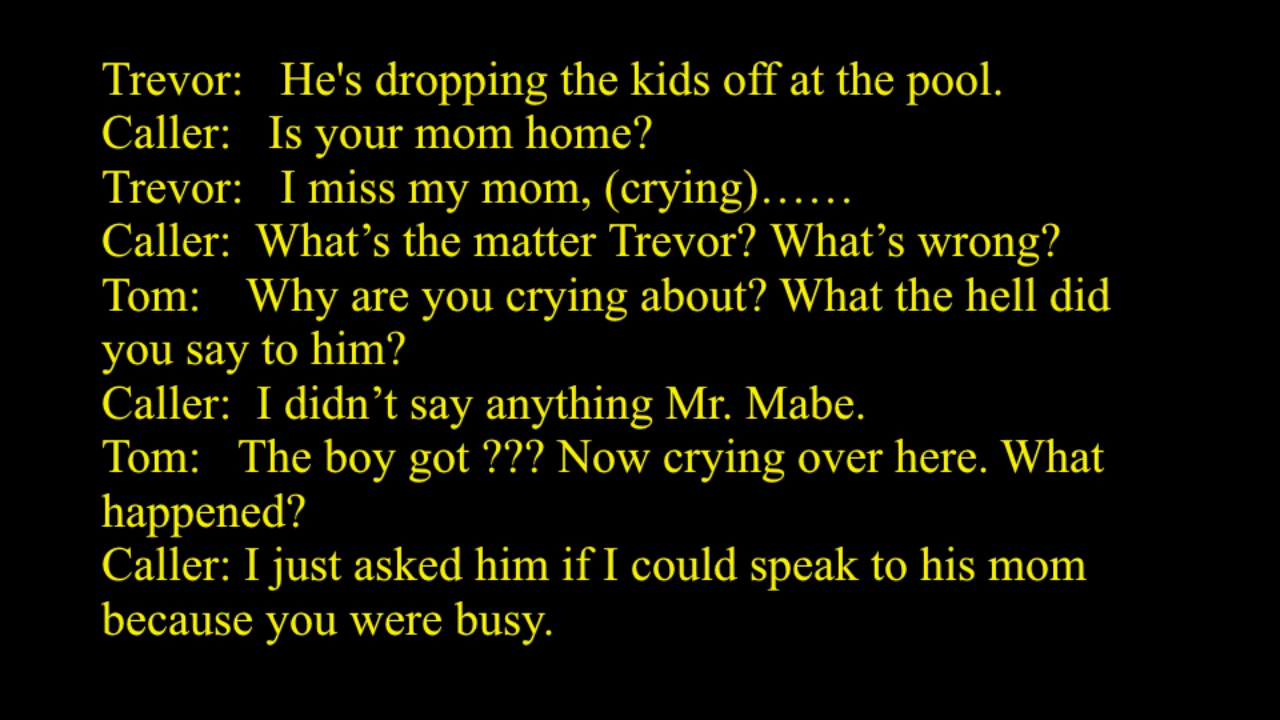 Trevor: He's dropping the kids off at the pool.
Caller: Is your mom home?
Trevor: I miss my mom, (crying)……
Caller: What’s the matter Trevor? What’s wrong?
Tom: Why are you crying about? What the hell did
you say to him?
Caller: I didn’t say anything Mr. Mabe.
Tom: The boy got ??? Now crying over here. What
happened?
Caller: I just asked him if I could speak to his mom
because you were busy.